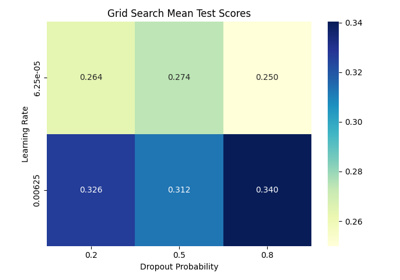 Grid Search Mean Test Scores
Learning Rate
6.25e-05
0.264 0.274 0.250
0.00625
0.326 0.312 0.340
0.2 0.5 0.8
Dropout Probability
0.34
0.32
0.30
0.28
0.26